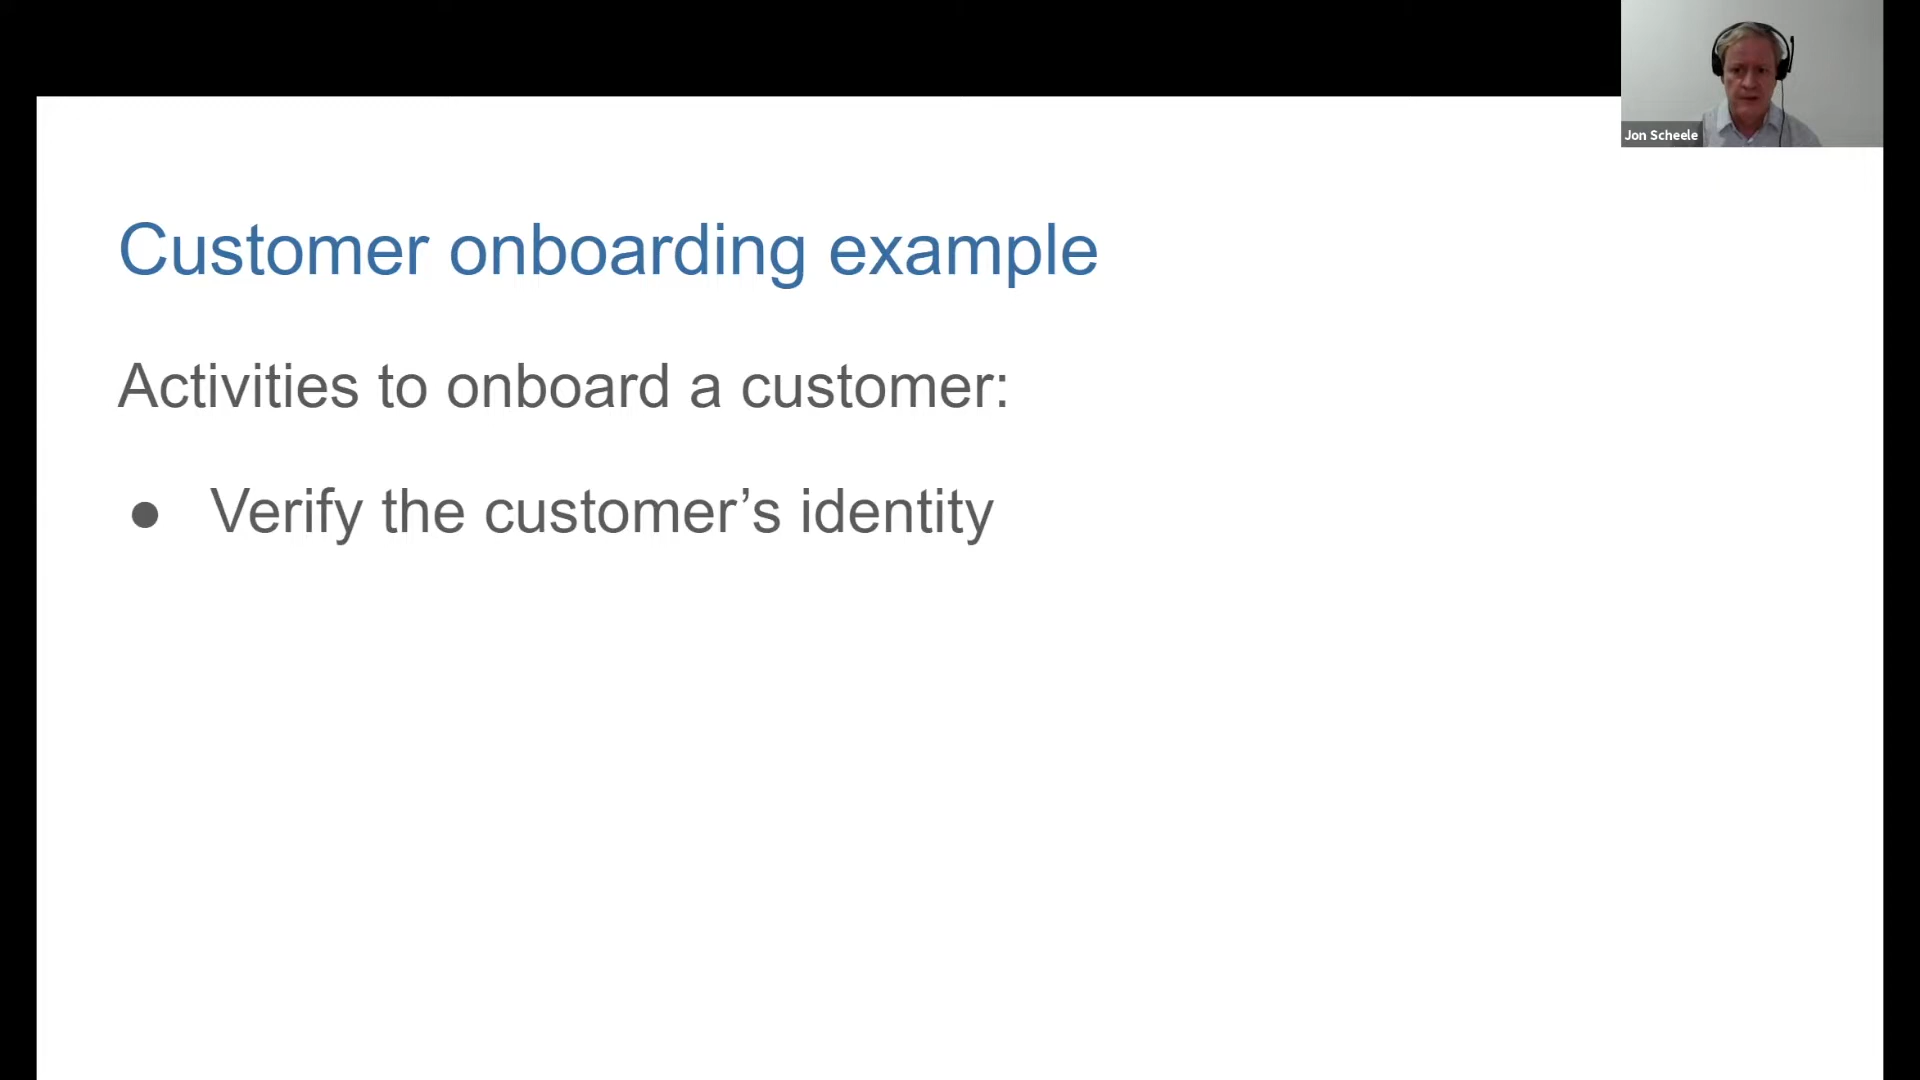 Jon Scheele
Customer onboarding example
Activities to onboard a customer:
● Verify the customer’s identity